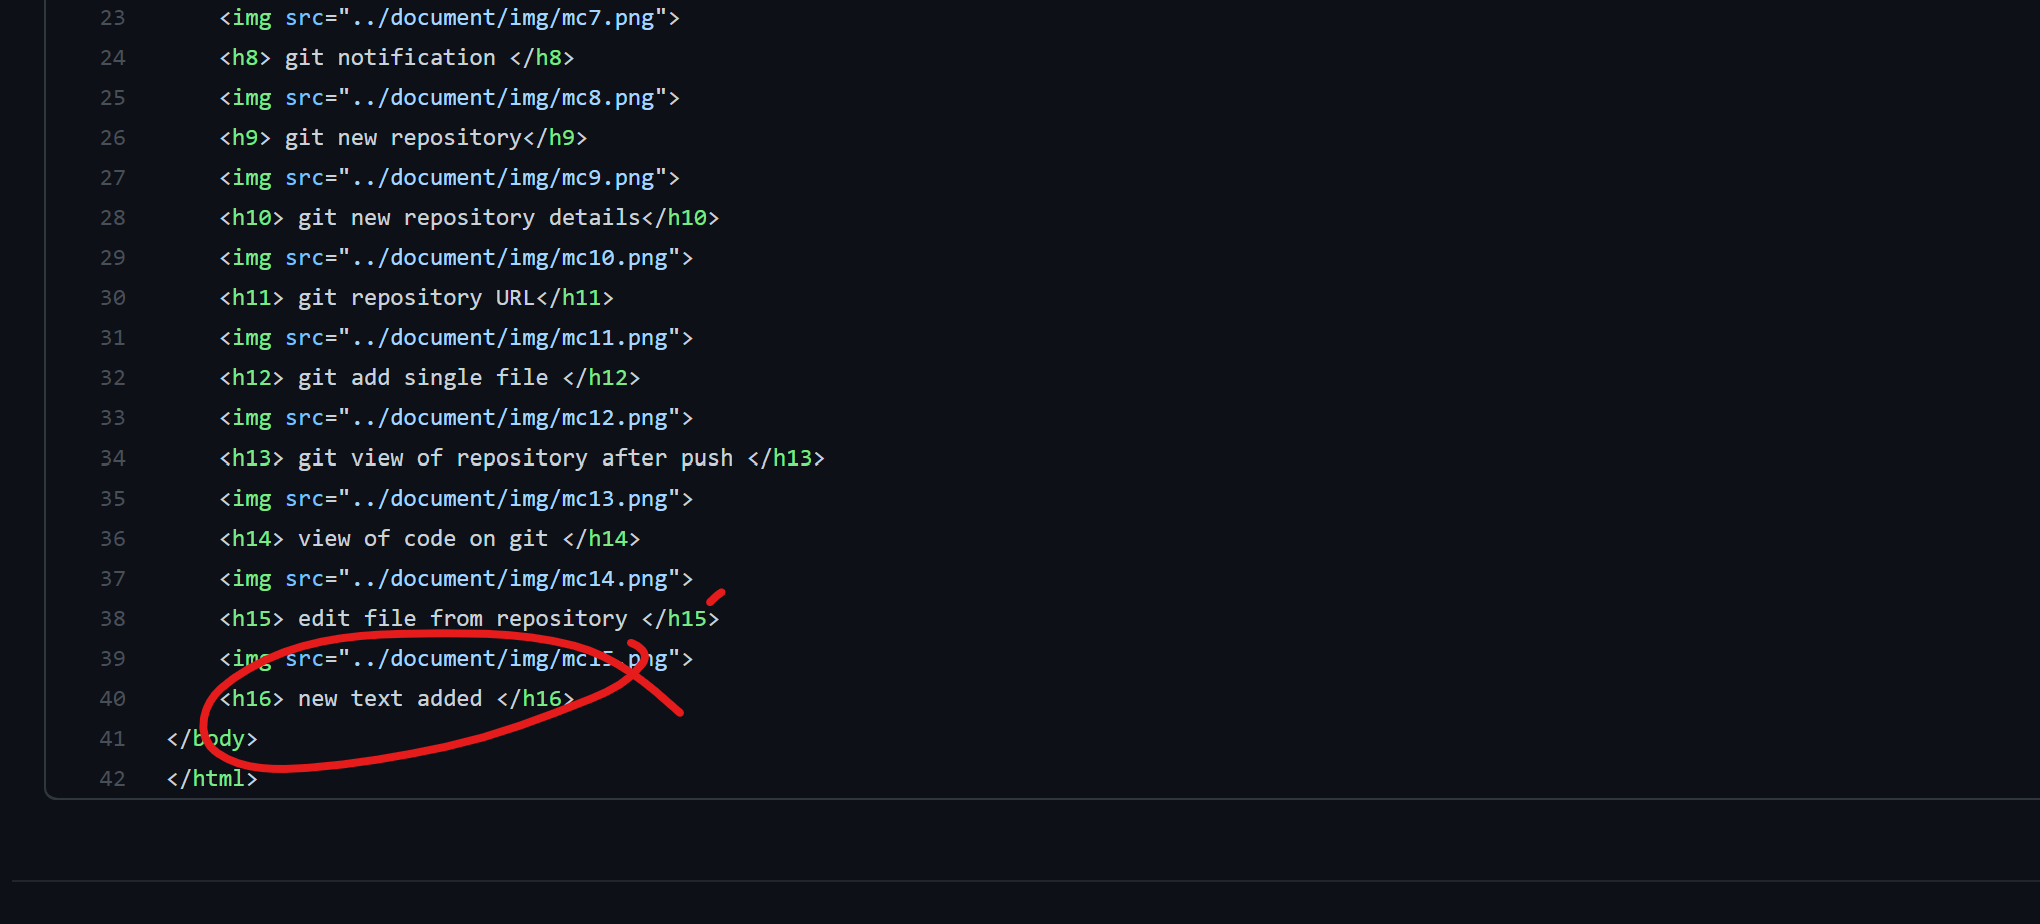 23 <img src="../document/img/mc7.png">
24 <h8> git notification </h8>
25 <img src="../document/img/mc8.png">
26 <h9> git new repository</h9>
27 <img src="../document/img/mc9.png">
28 <h10> git new repository details</h10>
29 <img src="../document/img/mc10.png">
30 <h11> git repository URL</h11>
31 <img src="../document/img/mc11.png">
32 <h12> git add single file </h12>
33 <img src="../document/img/mc12.png">
34 <h13> git view of repository after push </h13>
35 <img src="../document/img/mc13.png">
36 <h14> view of code on git </h14>
37 <img src="../document/img/mc14.png">
38 <h15> edit file from repository </h15>
39 <img src="../document/img/mc15.png">
40 <h16> new text added </h16>
41 </body>
42 </html>